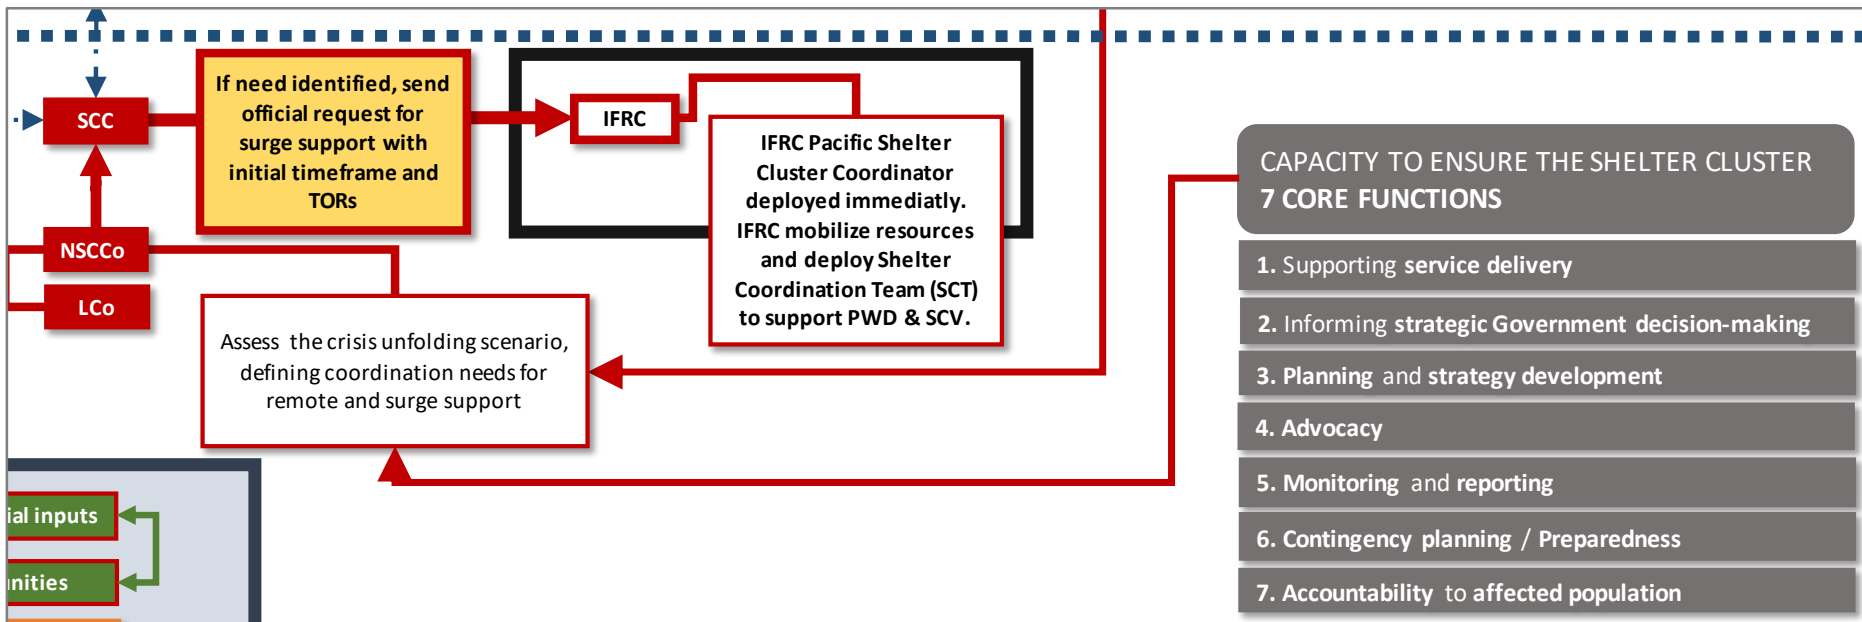 SCC
If need identified, send
official request for
surge support with
initial timeframe and
TORs
IFRC
IFRC Pacific Shelter
Cluster Coordinator
deployed immediatly.
IFRC mobilize resources
and deploy Shelter
Coordination Team (SCT)
to support PWD & SCV.
NSCCo
LCo
Assess the crisis unfolding scenario,
defining coordination needs for
remote and surge support
CAPACITY TO ENSURE THE SHELTER CLUSTER
7 CORE FUNCTIONS
1. Supporting service delivery
2. Informing strategic Government decision-making
3. Planning and strategy development
4. Advocacy
5. Monitoring and reporting
6. Contingency planning / Preparedness
7. Accountability to affected population
ial inputs
unities